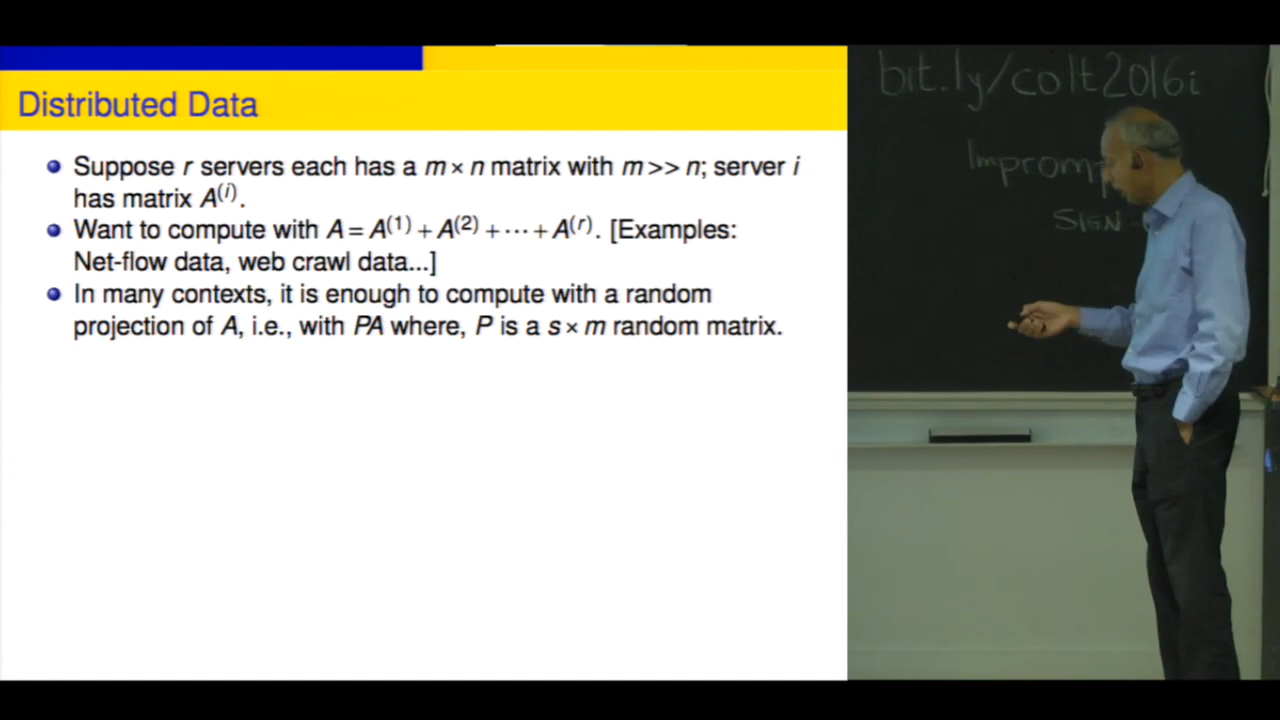 Distributed Data
Suppose r servers each has a m × n matrix with m >> n; server i
has matrix A^(i).
Want to compute with A = A^(1) + A^(2) + ··· + A^(r). [Examples:
Net-flow data, web crawl data...]
In many contexts, it is enough to compute with a random
projection of A, i.e., with PA where, P is a s × m random matrix.
bit.ly/colt2016i
Impromp
SIGN -